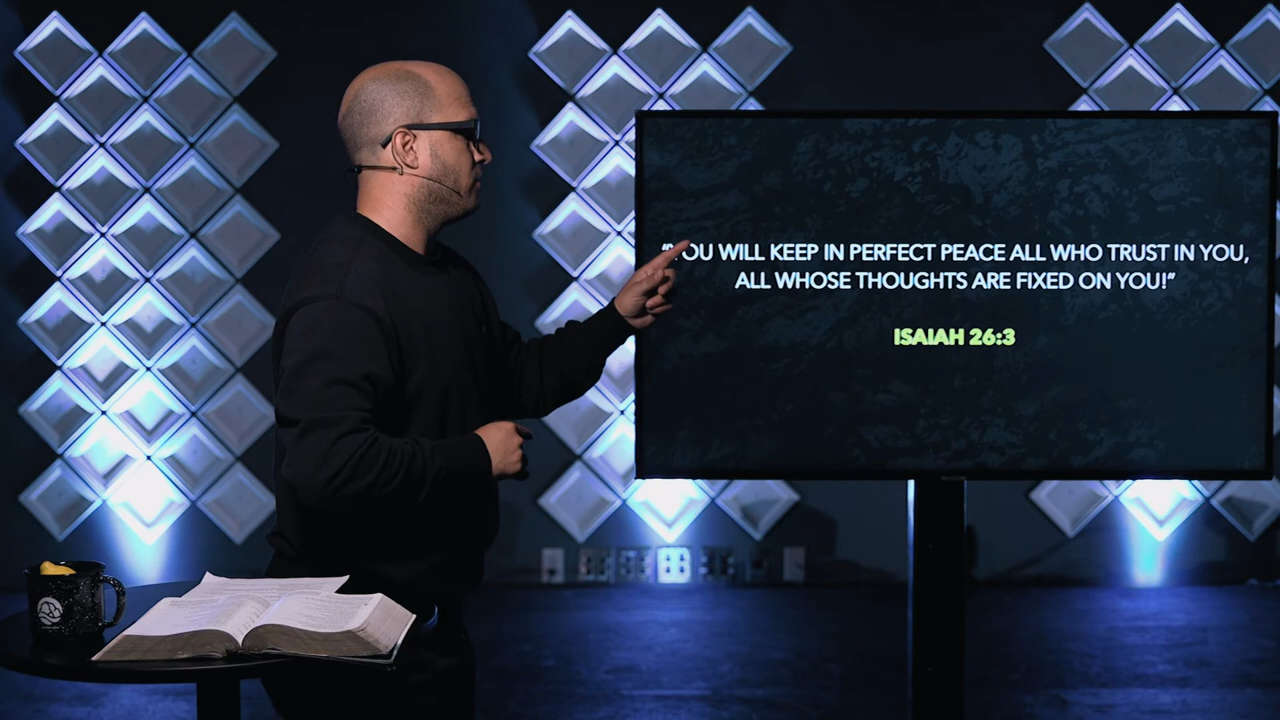 “YOU WILL KEEP IN PERFECT PEACE ALL WHO TRUST IN YOU,
ALL WHOSE THOUGHTS ARE FIXED ON YOU!”
ISAIAH 26:3